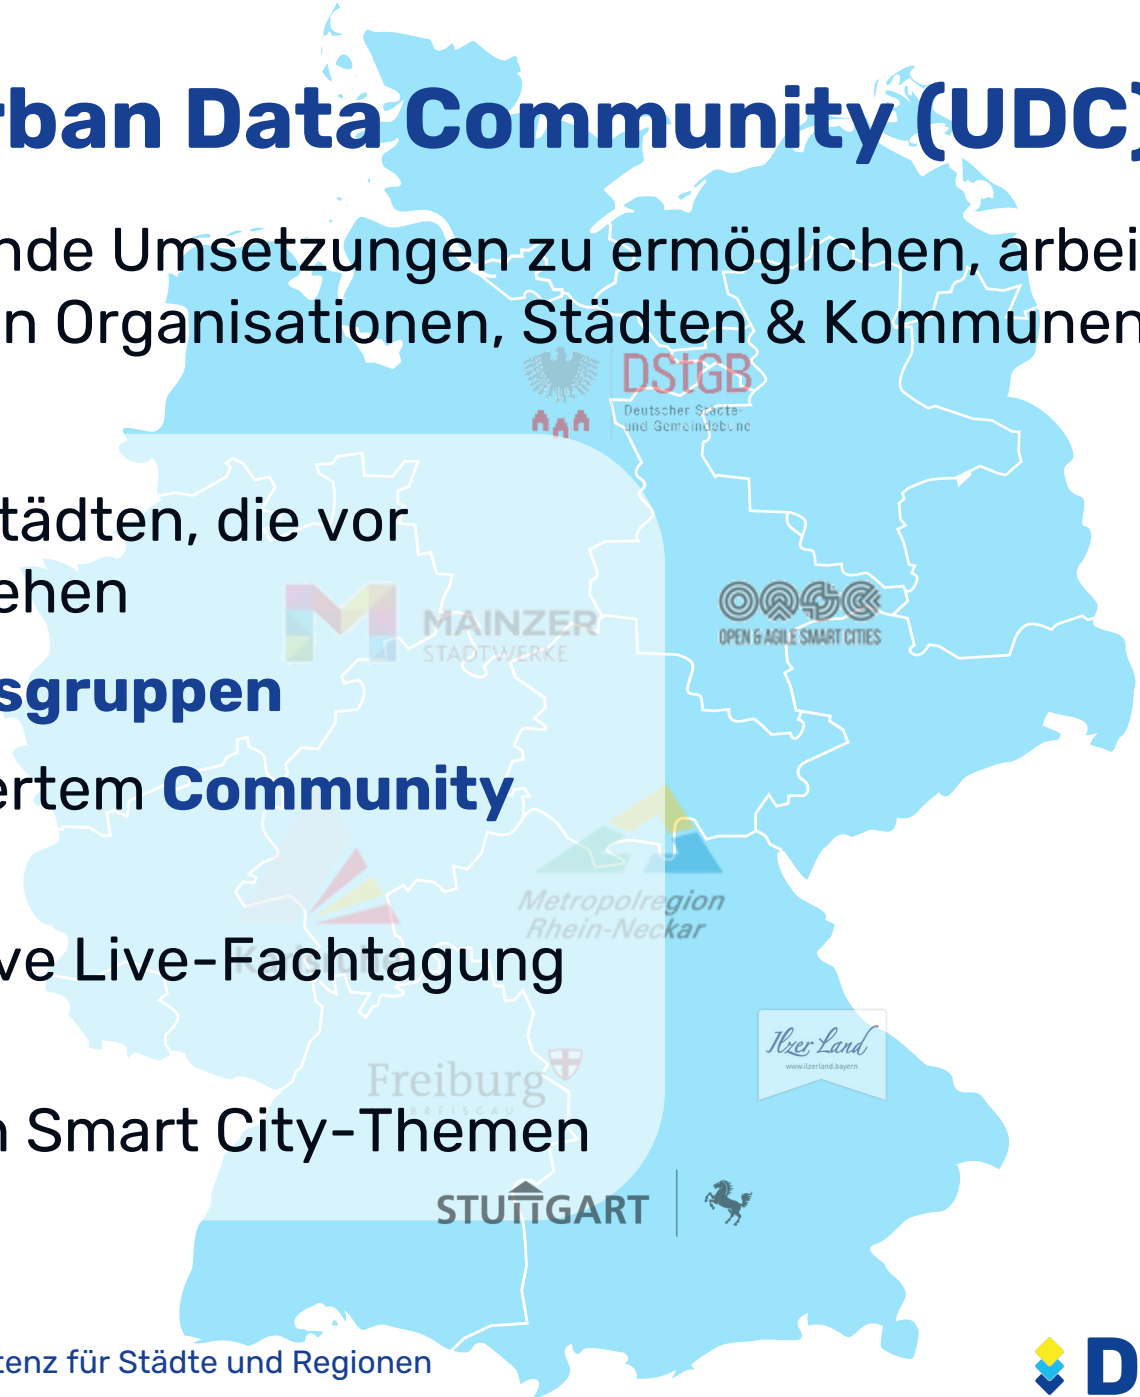 rban Data Community (UDC)
nde Umsetzungen zu ermöglichen, arbei
n Organisationen, Städten & Kommunen
DStGB
Deutscher Städte-
und Gemeindebund
tädten, die vor
ehen
MAINZER
STADTWERKE
OPEN & AGILE SMART CITIES
sgruppen
ertem Community
Metropolregion
Rhein-Neckar
Karlsruhe
ve Live-Fachtagung
Ilzer Land
www.ilzerland.bayern
Freiburg
BREISGAU
n Smart City-Themen
STUTTGART
tenz für Städte und Regionen
D